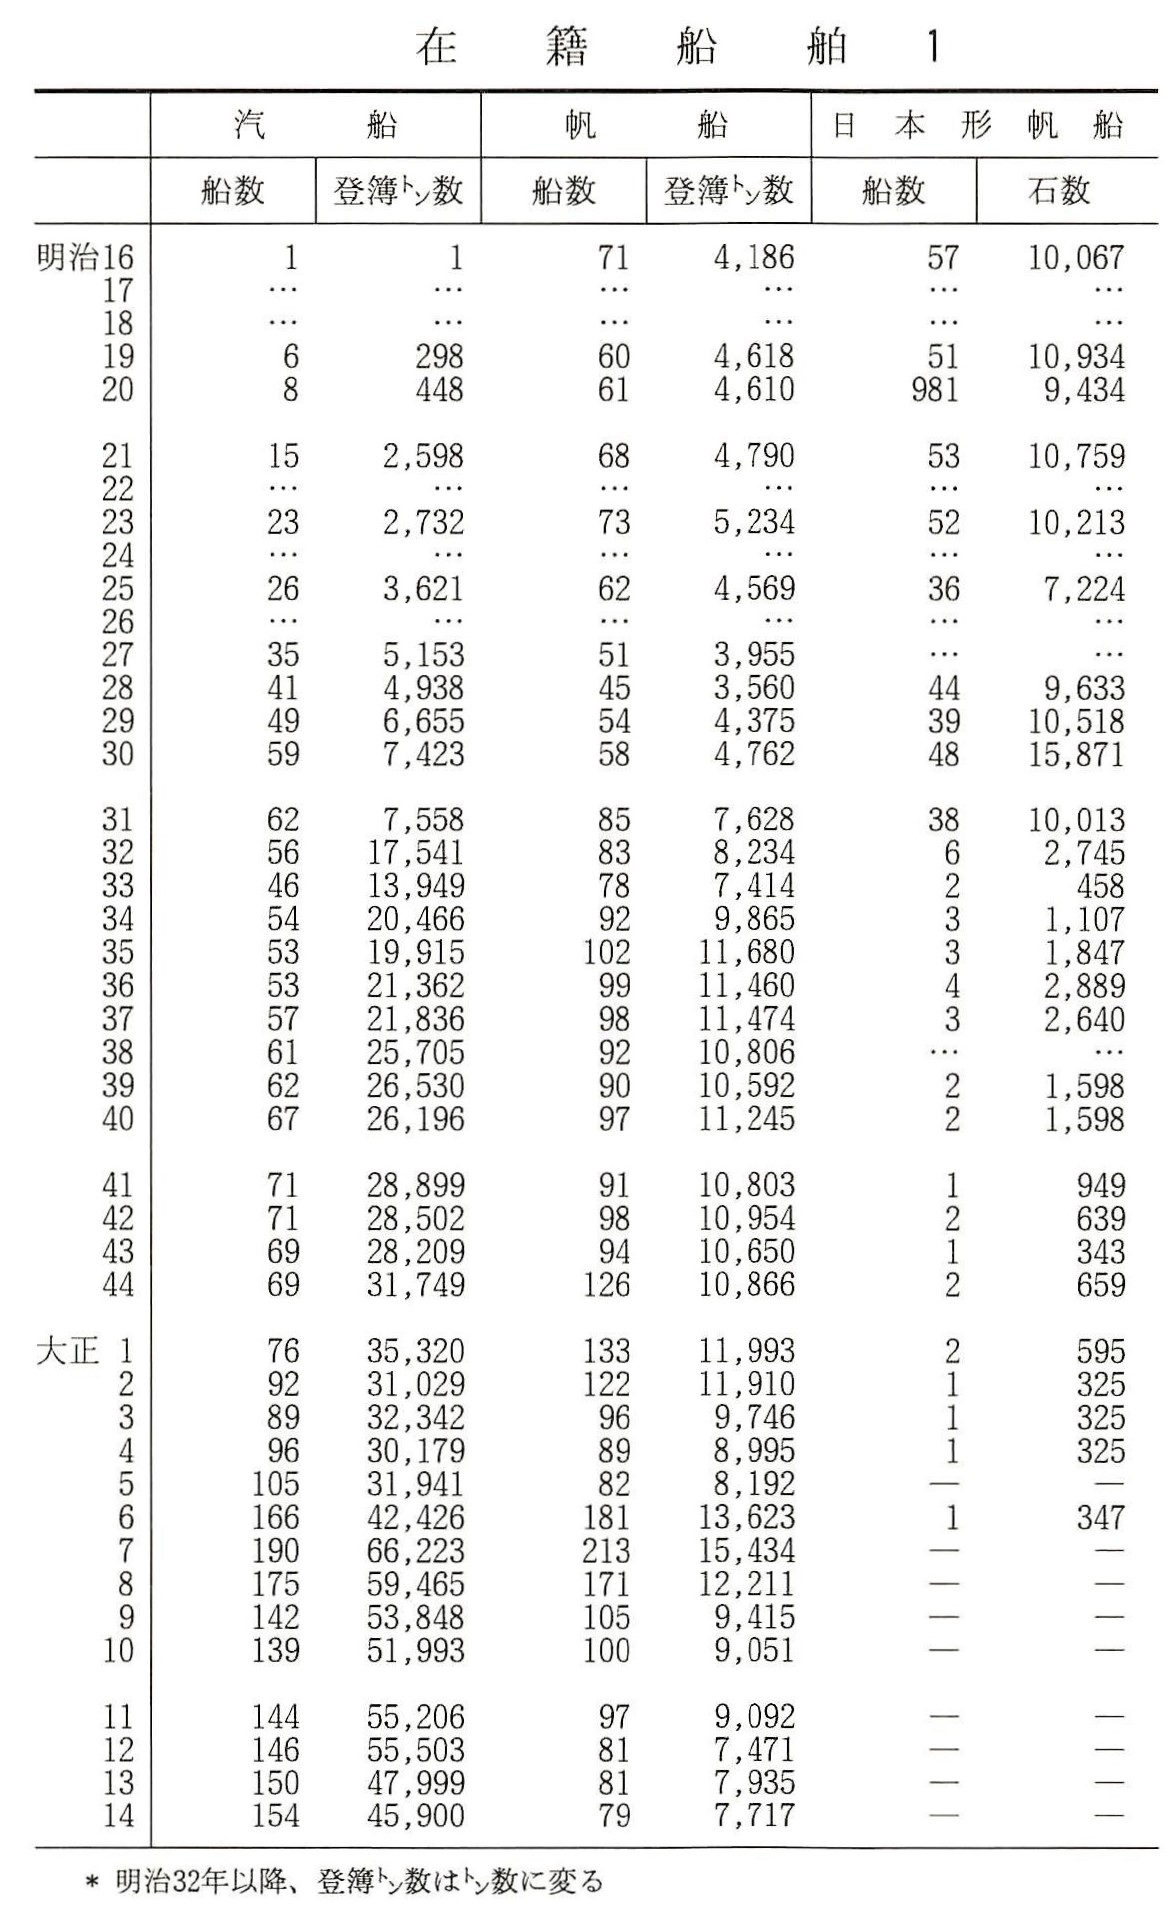 在籍船舶1
汽船 帆船 日本形帆船
船数 登簿トン数 船数 登簿トン数 船数 石数
明治16 1 1 71 4,186 57 10,067
17 … … … … … …
18 … … … … … …
19 6 298 60 4,618 51 10,934
20 8 448 61 4,610 981 9,434
21 15 2,598 68 4,790 53 10,759
22 … … … … … …
23 23 2,732 73 5,234 52 10,213
24 … … … … … …
25 26 3,621 62 4,569 36 7,224
26 … … … … … …
27 35 5,153 51 3,955 … …
28 41 4,938 45 3,560 44 9,633
29 49 6,655 54 4,375 39 10,518
30 59 7,423 58 4,762 48 15,871
31 62 7,558 85 7,628 38 10,013
32 56 17,541 83 8,234 6 2,745
33 46 13,949 78 7,414 2 458
34 54 20,466 92 9,865 3 1,107
35 53 19,915 102 11,680 3 1,847
36 53 21,362 99 11,460 4 2,889
37 57 21,836 98 11,474 3 2,640
38 61 25,705 92 10,806 … …
39 62 26,530 90 10,592 2 1,598
40 67 26,196 97 11,245 2 1,598
41 71 28,899 91 10,803 1 949
42 71 28,502 98 10,954 2 639
43 69 28,209 94 10,650 1 343
44 69 31,749 126 10,866 2 659
大正 1 76 35,320 133 11,993 2 595
2 92 31,029 122 11,910 1 325
3 89 32,342 96 9,746 1 325
4 96 30,179 89 8,995 1 325
5 105 31,941 82 8,192 — —
6 166 42,426 181 13,623 1 347
7 190 66,223 213 15,434 — —
8 175 59,465 171 12,211 — —
9 142 53,848 105 9,415 — —
10 139 51,993 100 9,051 — —
11 144 55,206 97 9,092 — —
12 146 55,503 81 7,471 — —
13 150 47,999 81 7,935 — —
14 154 45,900 79 7,717 — —
* 明治32年以降、登簿トン数はトン数に変る